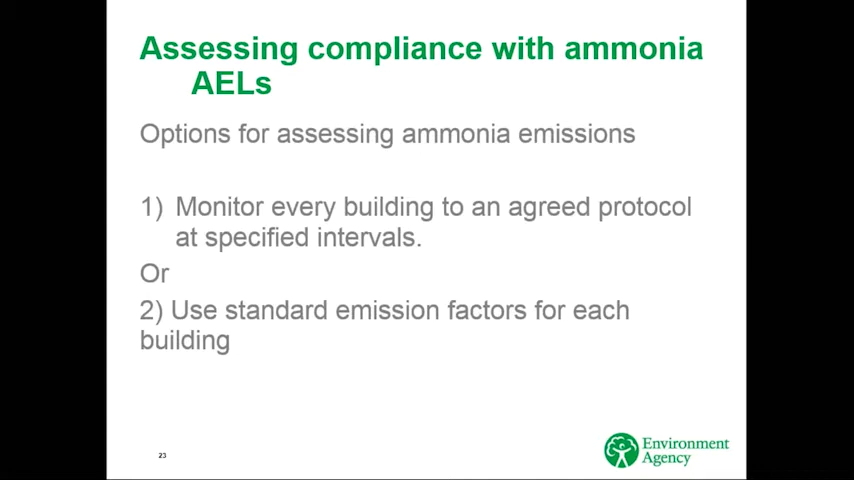 Assessing compliance with ammonia
AELs
Options for assessing ammonia emissions
1) Monitor every building to an agreed protocol
at specified intervals.
Or
2) Use standard emission factors for each
building
23
Environment
Agency